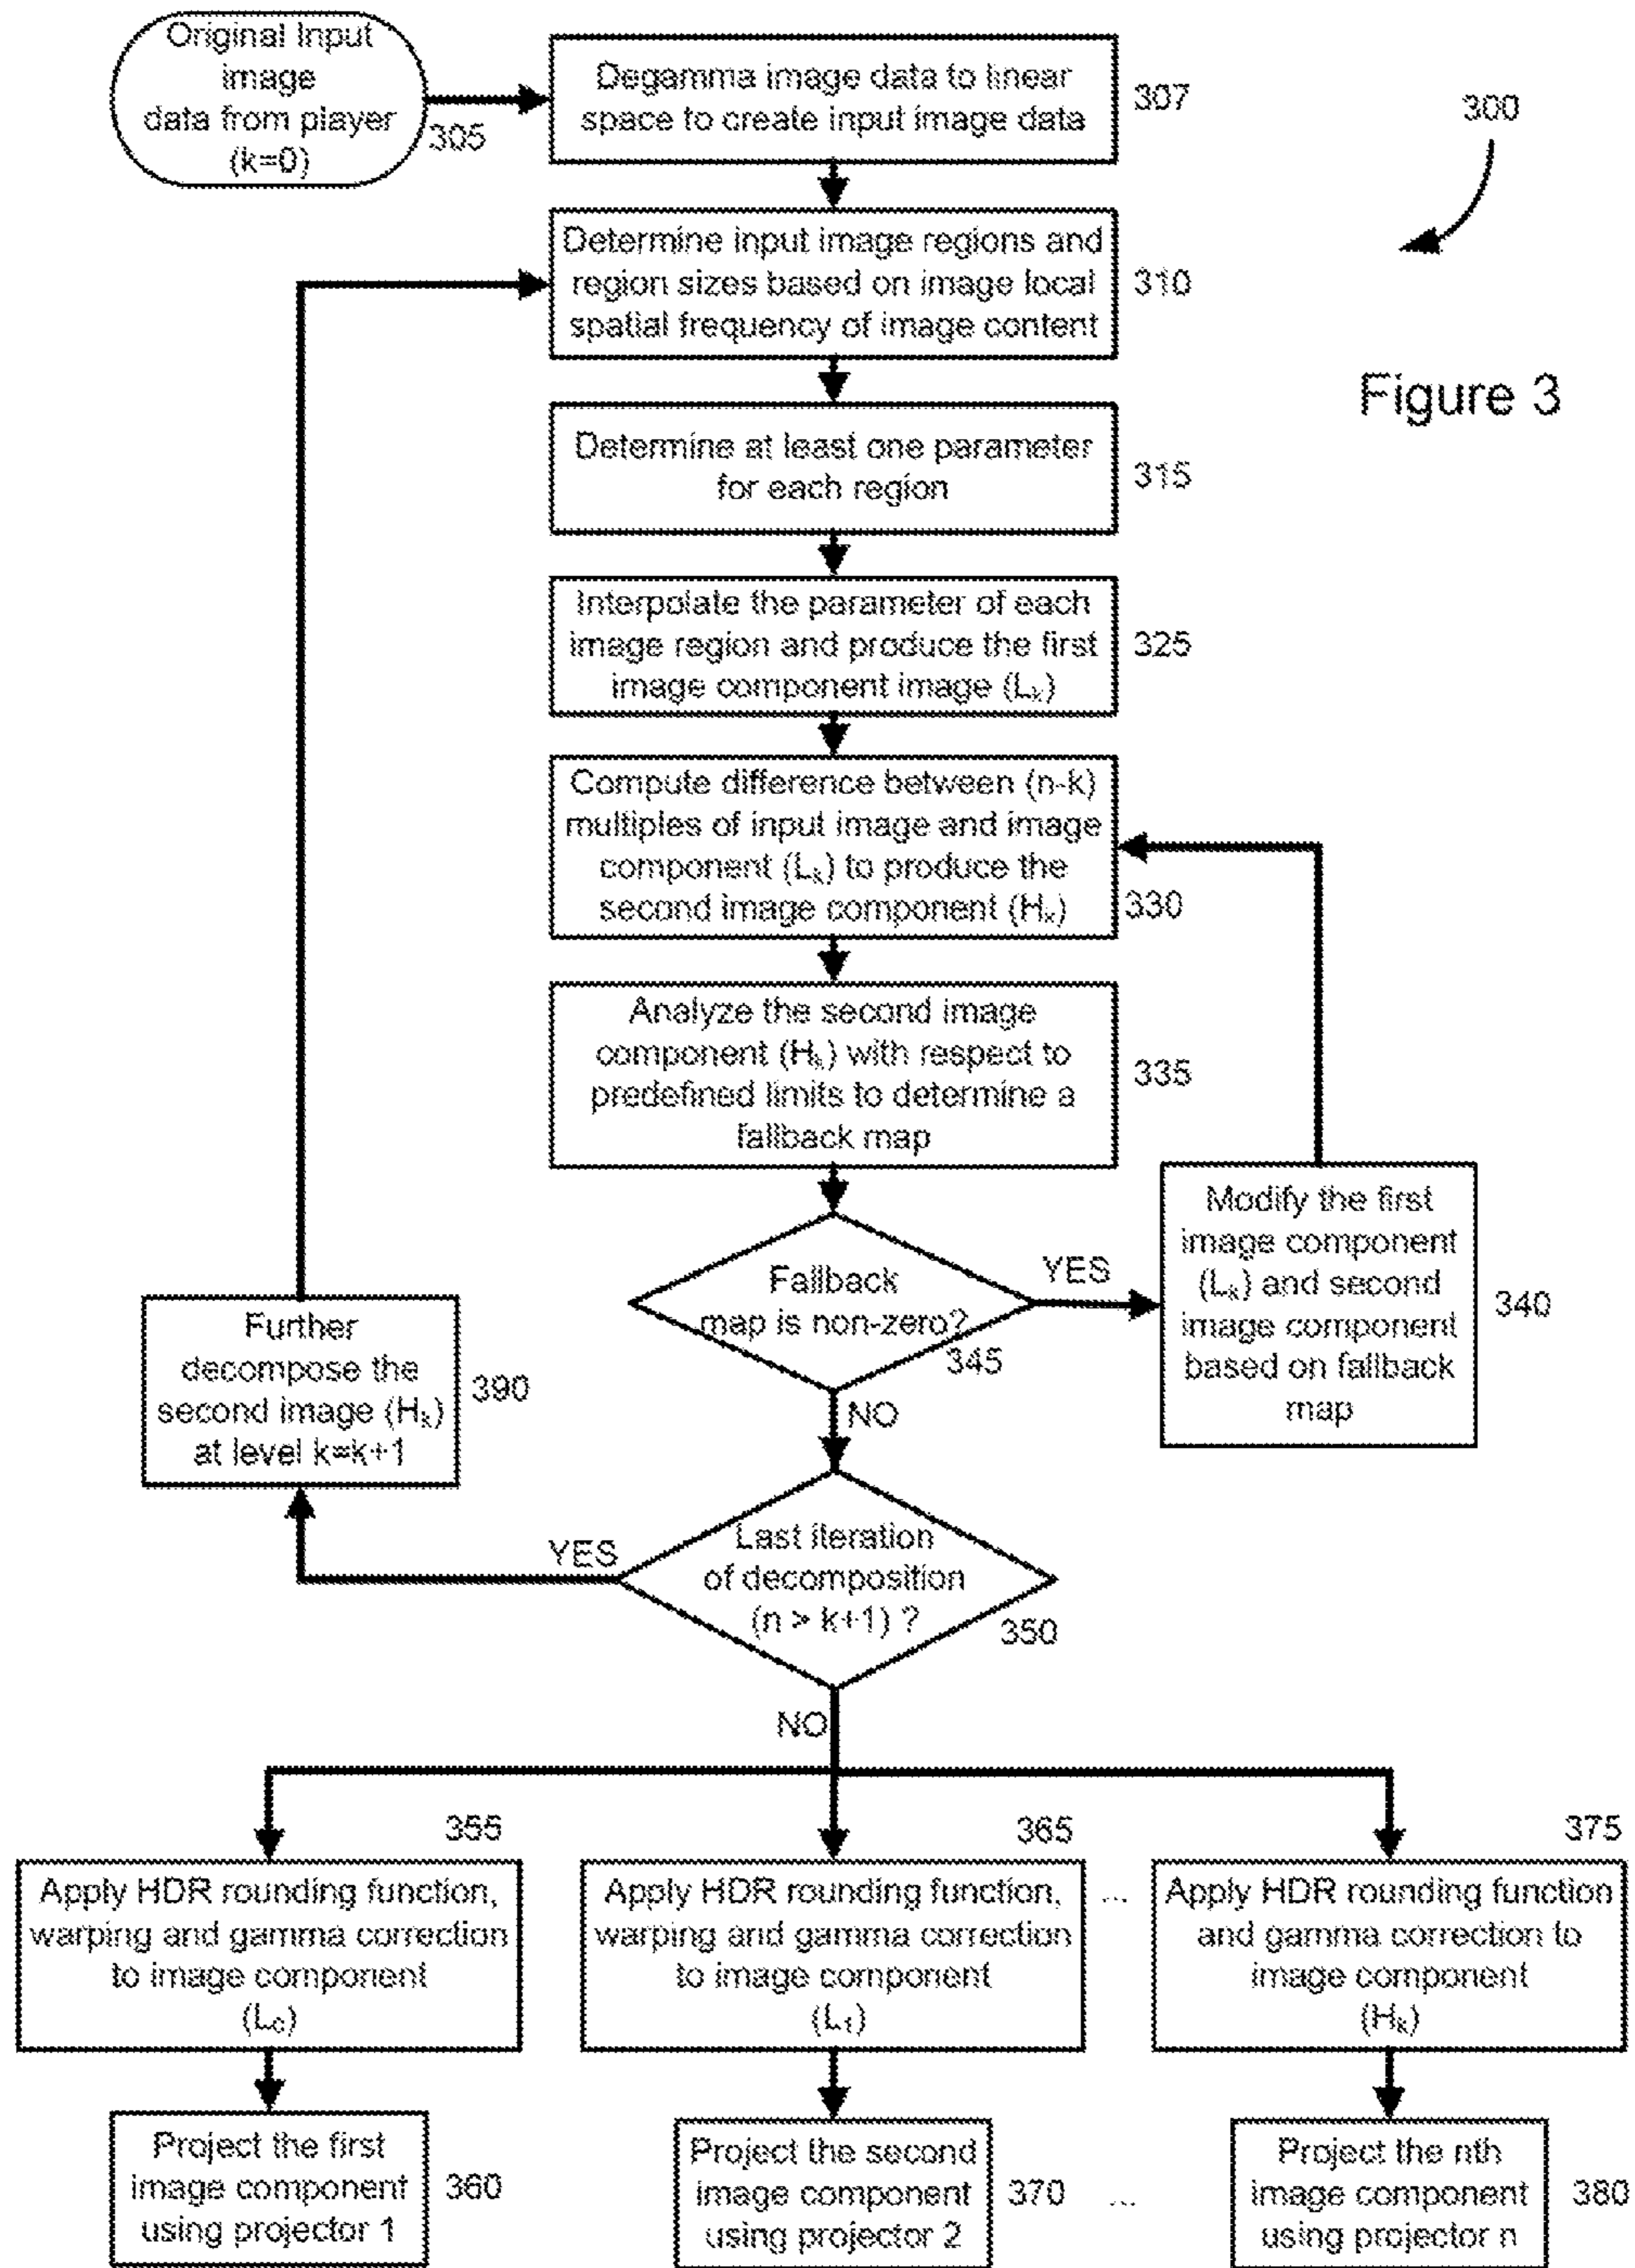 Original Input
image
data from player
(k=0)
305
Degamma image data to linear
space to create input image data
307
300
Determine input image regions and
region sizes based on image local
spatial frequency of image content
310
Figure 3
Determine at least one parameter
for each region
315
Interpolate the parameter of each
image region and produce the first
image component image (Lₖ)
325
Compute difference between (n-k)
multiples of input image and image
component (Lₖ) to produce the
second image component (Hₖ)
330
Analyze the second image
component (Hₖ) with respect to
predefined limits to determine a
fallback map
335
Fallback
map is non-zero?
345
YES
Modify the first
image component
(Lₖ) and second
image component
based on fallback
map
340
NO
Further
decompose the
second image (Hₖ)
at level k=k+1
390
YES
Last iteration
of decomposition
(n > k+1) ?
350
NO
355
Apply HDR rounding function,
warping and gamma correction
to image component
(L₀)
365
Apply HDR rounding function,
warping and gamma correction
to image component
(L₁)
...
375
Apply HDR rounding function
and gamma correction to
image component
(Hₖ)
Project the first
image component
using projector 1
360
Project the second
image component
using projector 2
370
...
Project the nth
image component
using projector n
380